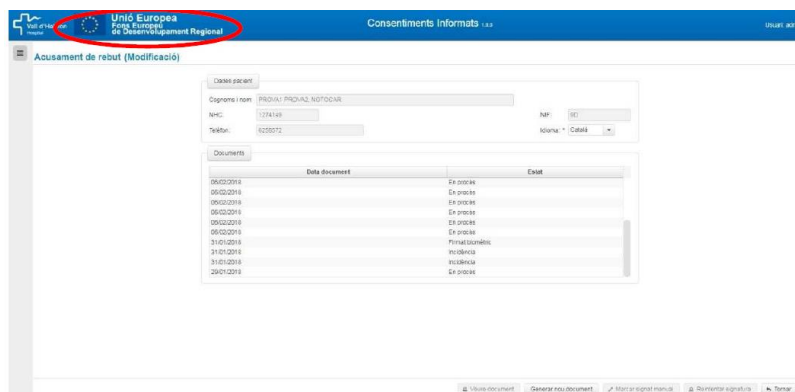 Vall d'Hebron
Hospital
Unió Europea
Fons Europeu
de Desenvolupament Regional
Consentiments Informats
Usuari: adm
Acusament de rebut (Modificació)
Dades pacient
Cognoms i nom: PROVA1 PROVA2, NOTOCAR
NHC: NIF:
Telèfon: Idioma: * Català
Documents
Data document Estat
06/02/2018 En procés
06/02/2018 En procés
06/02/2018 En procés
06/02/2018 En procés
06/02/2018 En procés
06/02/2018 En procés
31/01/2018 Firmat biomètric
31/01/2018 Incidència
31/01/2018 Incidència
29/01/2018 En procés
Veure document Generar nou document Marcar signat manual Reintentar signatura Tornar